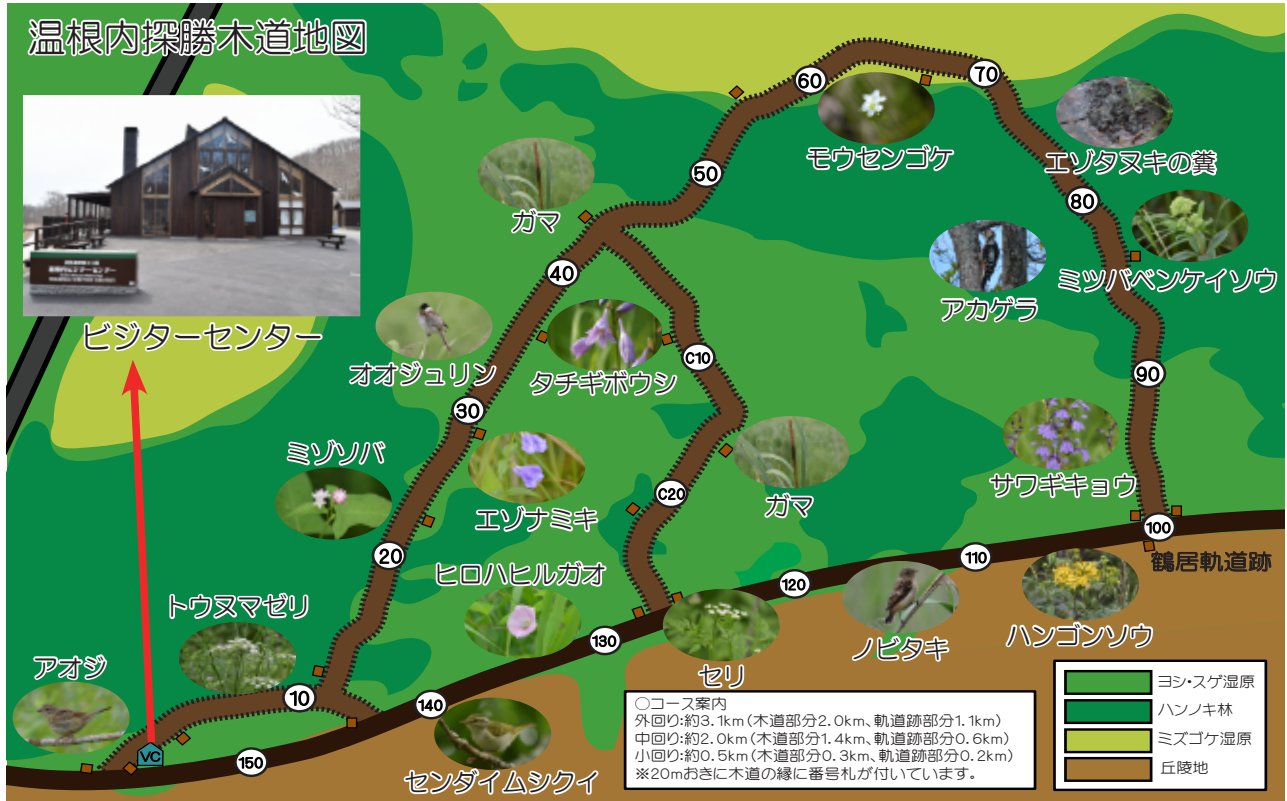 温根内探勝木道地図
ビジターセンター
60
70
モウセンゴケ
エゾタヌキの糞
50
80
ガマ
ミツバベンケイソウ
40
アカゲラ
オオジュリン
タチギボウシ
C10
90
30
ミゾソバ
エゾナミキ
ガマ
サワギキョウ
C20
20
100
鶴居軌道跡
ヒロハヒルガオ
110
120
トウヌマゼリ
130
セリ
ノビタキ
ハンゴンソウ
アオジ
10
140
VC
150
センダイムシクイ
○コース案内
外回り:約3.1km(木道部分2.0km、軌道跡部分1.1km)
中回り:約2.0km(木道部分1.4km、軌道跡部分0.6km)
小回り:約0.5km(木道部分0.3km、軌道跡部分0.2km)
※20mおきに木道の縁に番号札が付いています。
ヨシ・スゲ湿原
ハンノキ林
ミズゴケ湿原
丘陵地